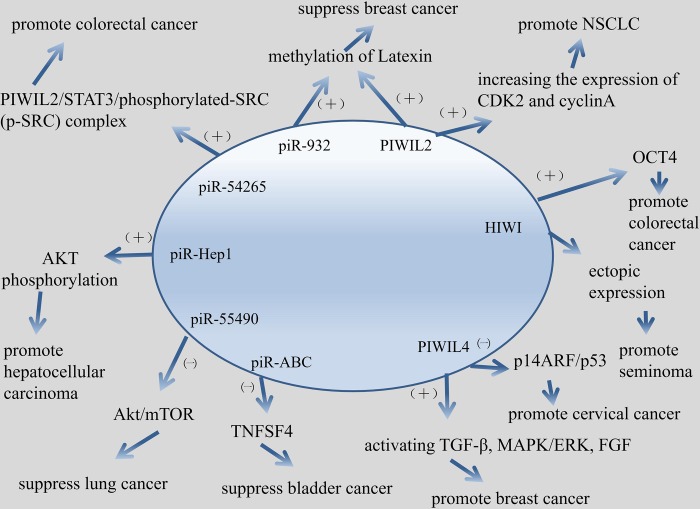 suppress breast cancer
promote colorectal cancer
promote NSCLC
methylation of Latexin
increasing the expression of
CDK2 and cyclinA
PIWIL2/STAT3/phosphorylated-SRC
(p-SRC) complex
(+)
(+)
(+)
(+)
piR-932
PIWIL2
OCT4
(+)
piR-54265
promote
colorectal
cancer
HIWI
(+)
AKT
phosphorylation
piR-Hep1
ectopic
expression
piR-55490
promote
hepatocellular
carcinoma
PIWIL4 (-)
promote
seminoma
piR-ABC
p14ARF/p53
(-)
(-)
(+)
Akt/mTOR
TNFSF4
promote cervical cancer
activating TGF-β, MAPK/ERK, FGF
suppress lung cancer
suppress bladder cancer
promote breast cancer